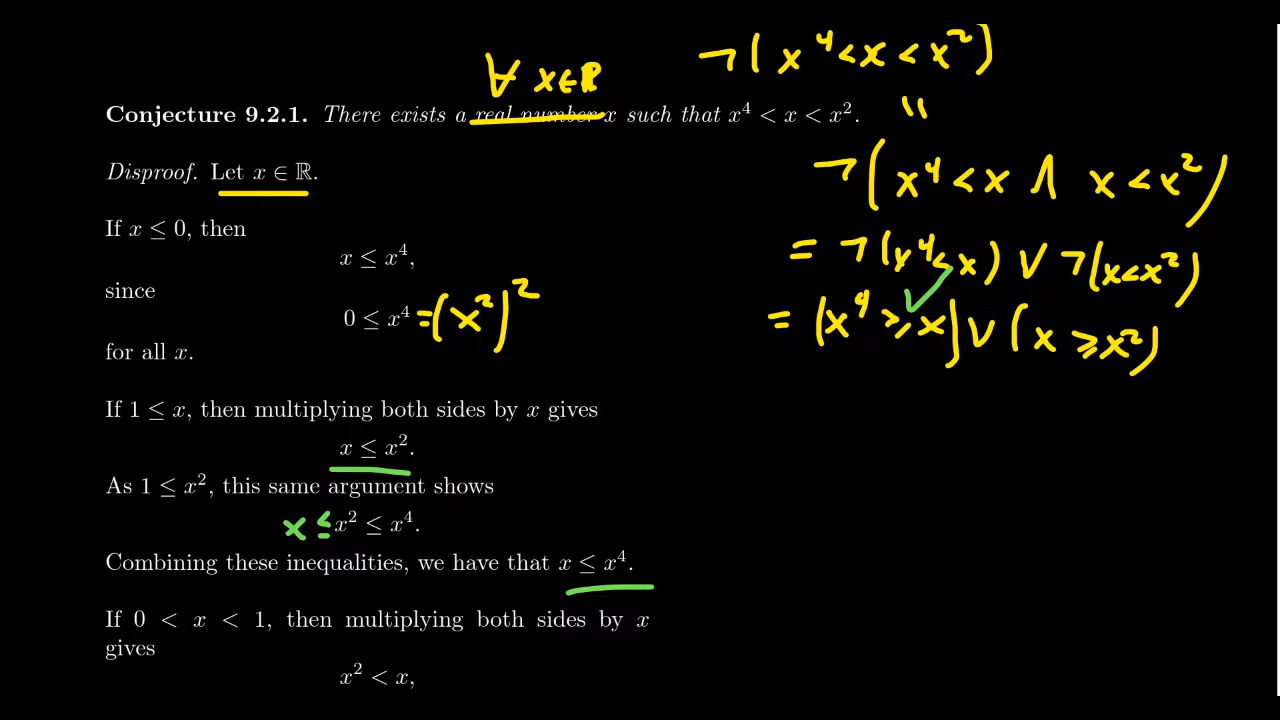 ¬(x⁴<x<x²)
∀ x∈ℝ
Conjecture 9.2.1. There exists a real number x such that x⁴ < x < x².
||
Disproof. Let x ∈ ℝ.
¬(x⁴<x ∧ x<x²)
If x ≤ 0, then
x ≤ x⁴,
= ¬(x⁴<x) ∨ ¬(x<x²)
since
0 ≤ x⁴ =(x²)²
= (x⁴ ⩾ x) ∨ (x ⩾ x²)
for all x.
If 1 ≤ x, then multiplying both sides by x gives
x ≤ x².
As 1 ≤ x², this same argument shows
x ≤ x² ≤ x⁴.
Combining these inequalities, we have that x ≤ x⁴.
If 0 < x < 1, then multiplying both sides by x
gives
x² < x,